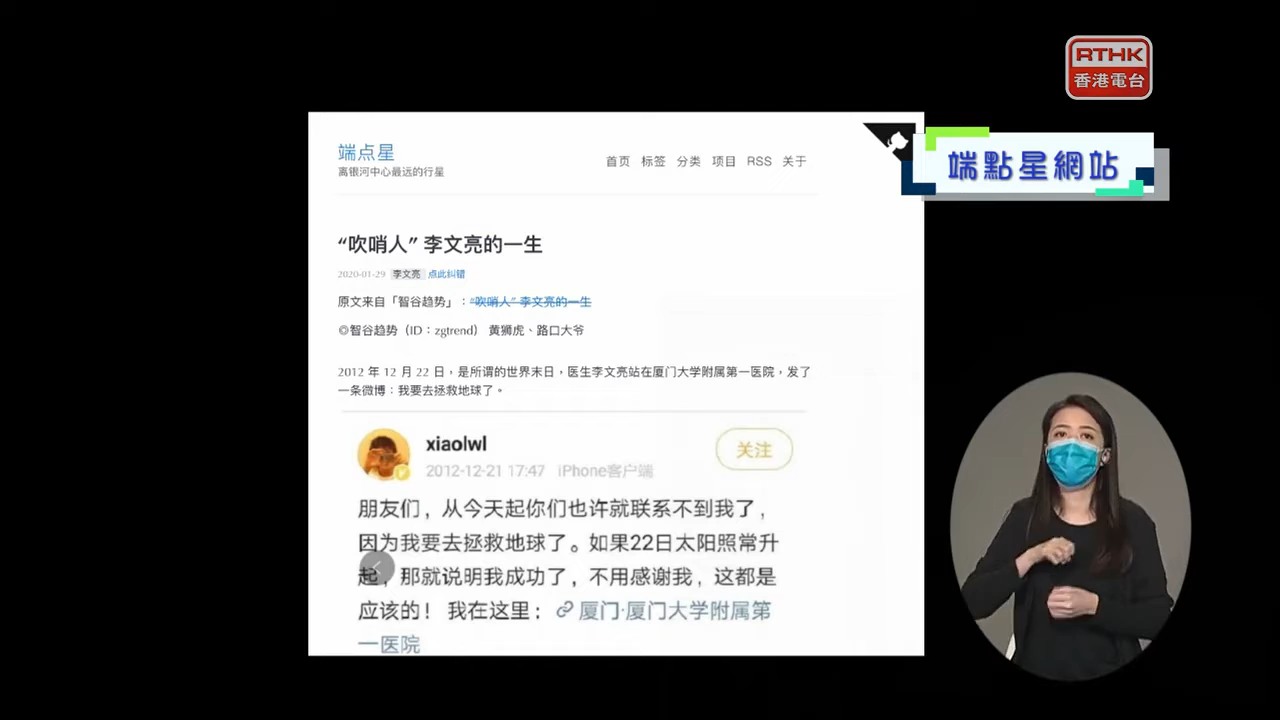 RTHK
香港電台
端點星網站
端点星
离银河中心最远的行星
首页 标签 分类 项目 RSS 关于
“吹哨人” 李文亮的一生
2020-01-29 李文亮 点此纠错
原文来自「智谷趋势」：“吹哨人” 李文亮的一生
◎智谷趋势（ID：zgtrend） 黄狮虎、路口大爷
2012 年 12 月 22 日，是所谓的世界末日，医生李文亮站在厦门大学附属第一医院，发了
一条微博：我要去拯救地球了。
xiaolwl
关注
2012-12-21 17:47 iPhone客户端
朋友们，从今天起你们也许就联系不到我了，
因为我要去拯救地球了。如果22日太阳照常升
起，那就说明我成功了，不用感谢我，这都是
应该的！ 我在这里：厦门·厦门大学附属第
一医院